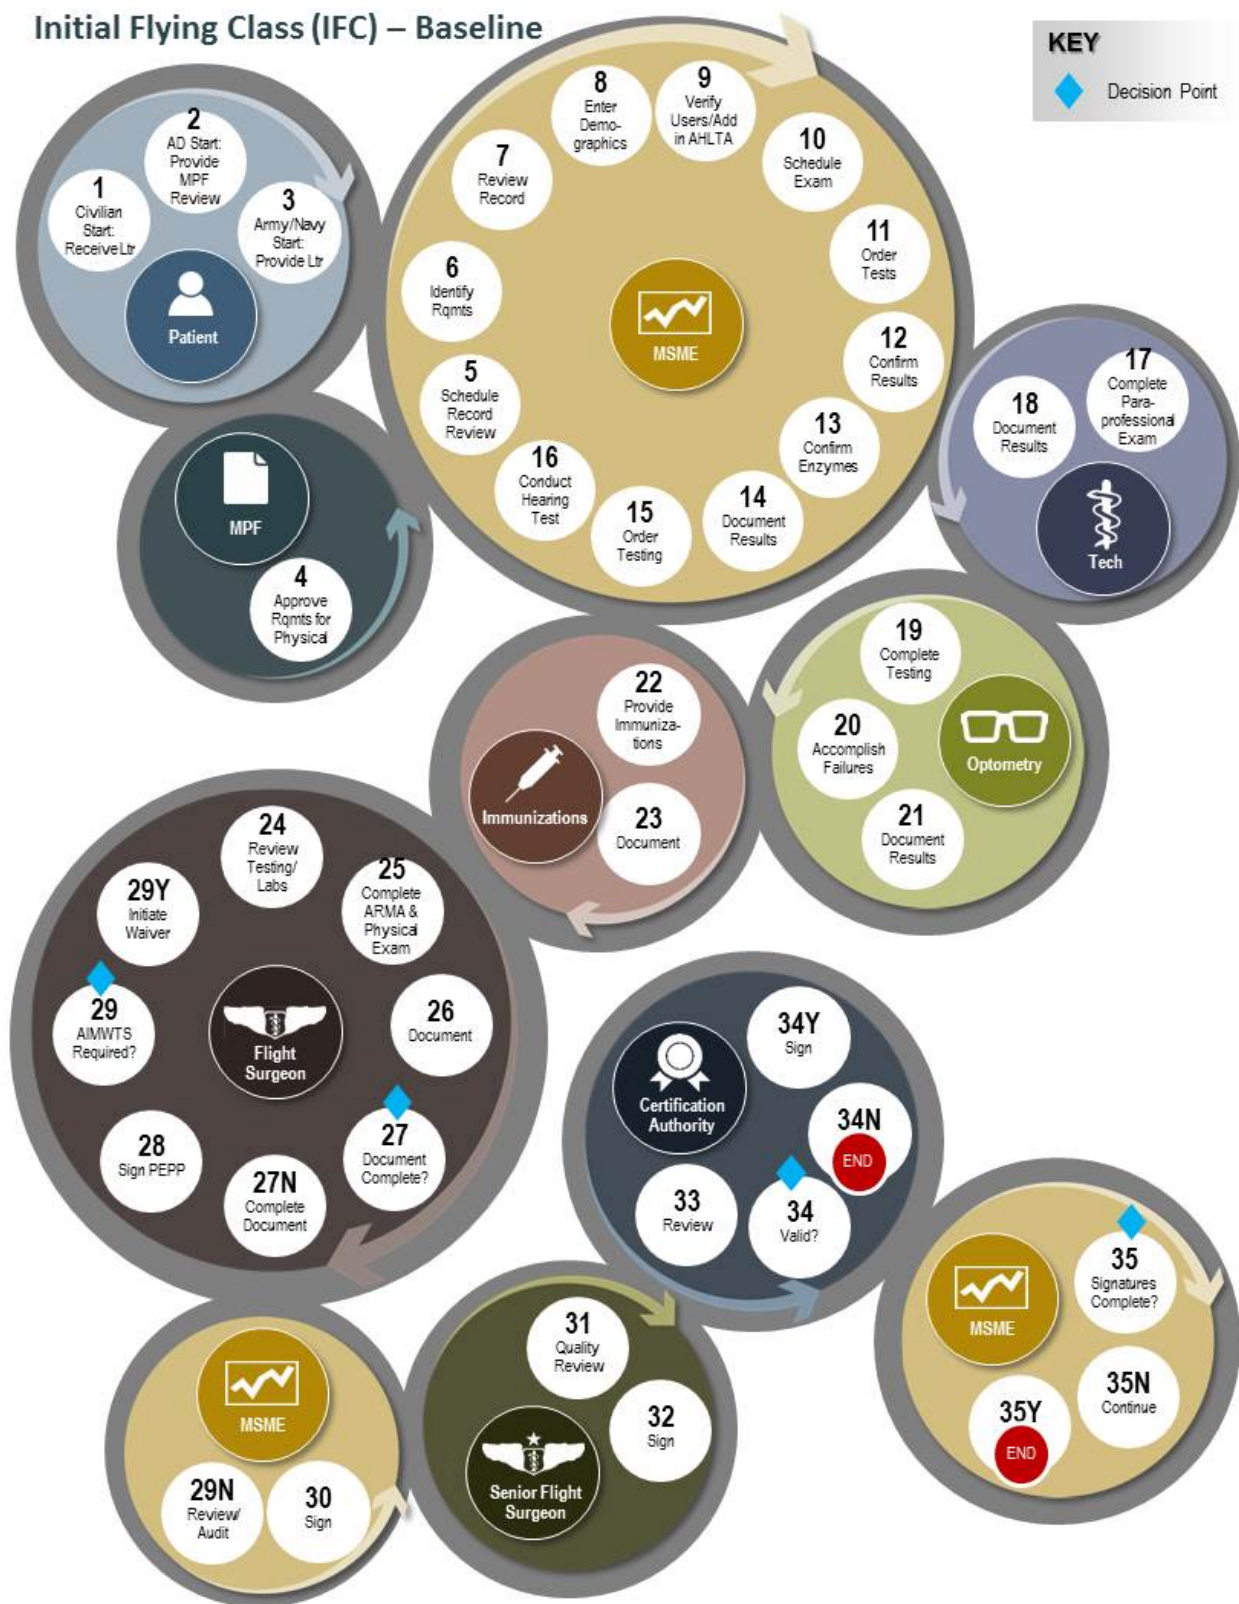 Initial Flying Class (IFC) – Baseline
KEY
Decision Point
1
Civilian
Start:
Receive Ltr
2
AD Start:
Provide
MPF
Review
3
Army/Navy
Start:
Provide Ltr
Patient
MPF
4
Approve
Rqmts for
Physical
5
Schedule
Record
Review
6
Identify
Rqmts
7
Review
Record
8
Enter
Demo-
graphics
9
Verify
Users/Add
in AHLTA
10
Schedule
Exam
11
Order
Tests
12
Confirm
Results
13
Confirm
Enzymes
14
Document
Results
15
Order
Testing
16
Conduct
Hearing
Test
MSME
17
Complete
Para-
professional
Exam
18
Document
Results
Tech
19
Complete
Testing
20
Accomplish
Failures
21
Document
Results
Optometry
22
Provide
Immuniza-
tions
23
Document
Immunizations
24
Review
Testing/
Labs
25
Complete
ARMA &
Physical
Exam
26
Document
27
Document
Complete?
27N
Complete
Document
28
Sign PEPP
29
AIMWTS
Required?
29Y
Initiate
Waiver
Flight
Surgeon
MSME
29N
Review/
Audit
30
Sign
31
Quality
Review
32
Sign
Senior Flight
Surgeon
Certification
Authority
33
Review
34
Valid?
34Y
Sign
34N
END
MSME
35
Signatures
Complete?
35N
Continue
35Y
END